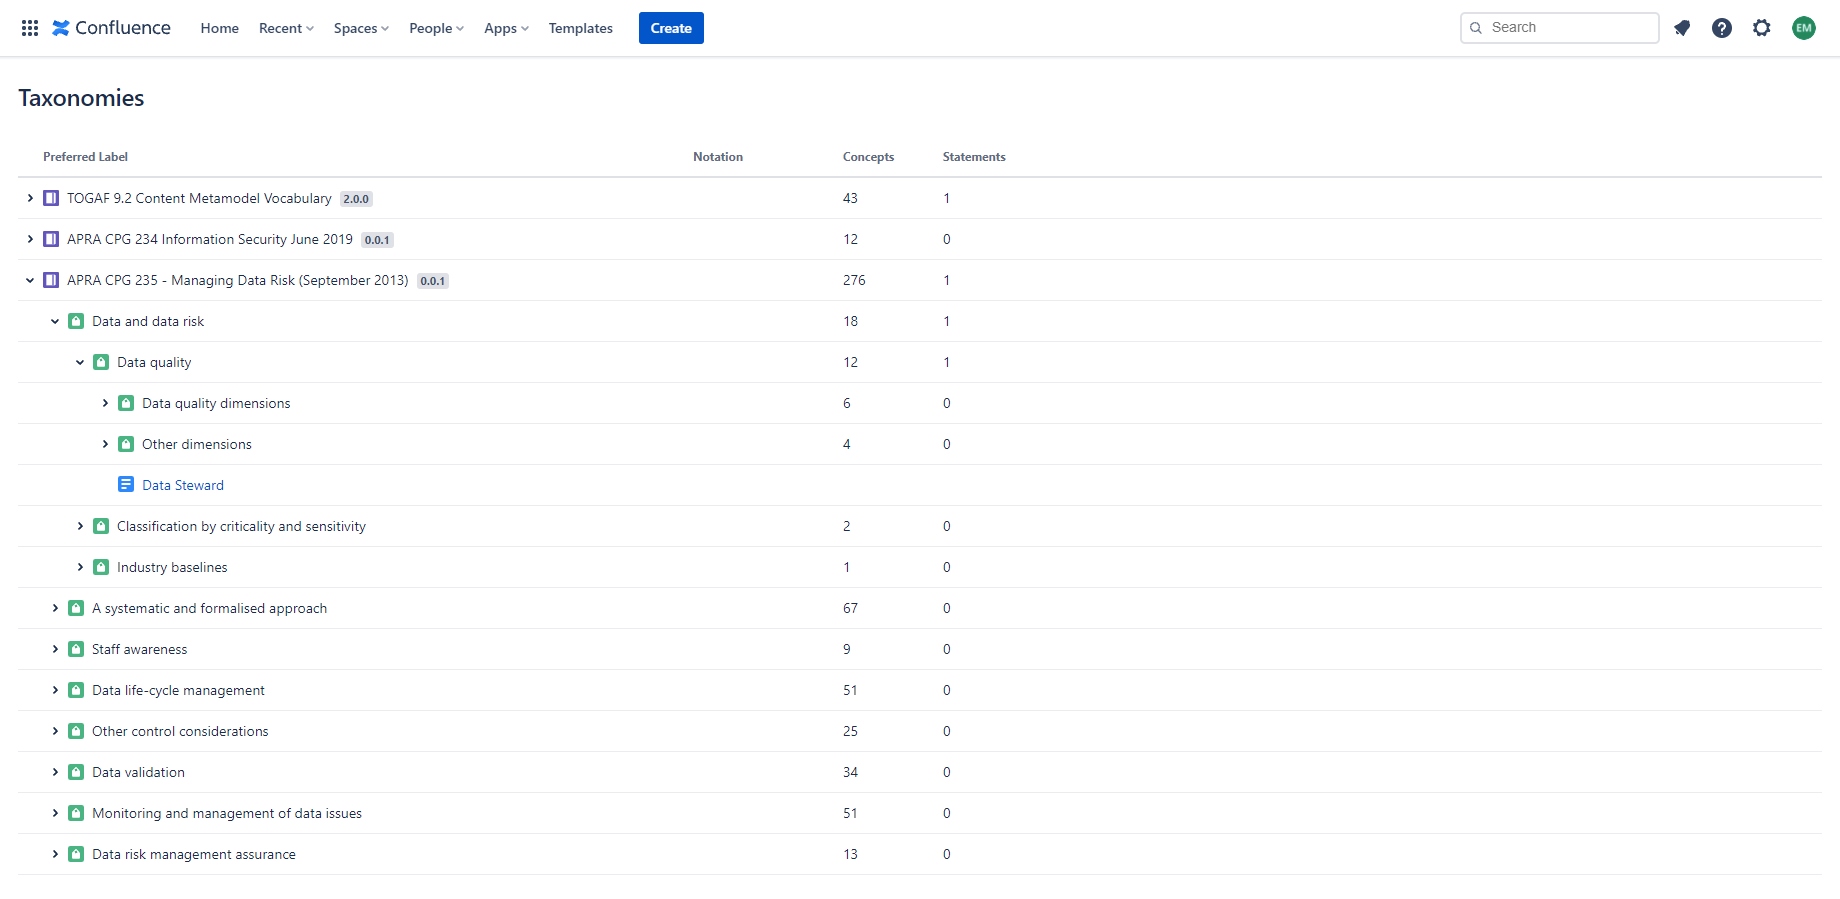 Confluence Home Recent Spaces People Apps Templates Create Search EM
Taxonomies
Preferred Label Notation Concepts Statements
TOGAF 9.2 Content Metamodel Vocabulary 2.0.0 43 1
APRA CPG 234 Information Security June 2019 0.0.1 12 0
APRA CPG 235 - Managing Data Risk (September 2013) 0.0.1 276 1
Data and data risk 18 1
Data quality 12 1
Data quality dimensions 6 0
Other dimensions 4 0
Data Steward
Classification by criticality and sensitivity 2 0
Industry baselines 1 0
A systematic and formalised approach 67 0
Staff awareness 9 0
Data life-cycle management 51 0
Other control considerations 25 0
Data validation 34 0
Monitoring and management of data issues 51 0
Data risk management assurance 13 0